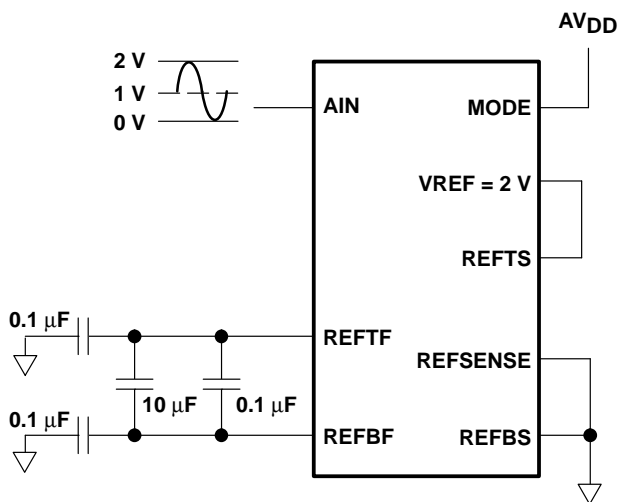 AVDD
2 V
1 V
0 V
AIN
MODE
VREF = 2 V
REFTS
0.1 μF
REFTF
REFSENSE
10 μF
0.1 μF
0.1 μF
REFBF
REFBS